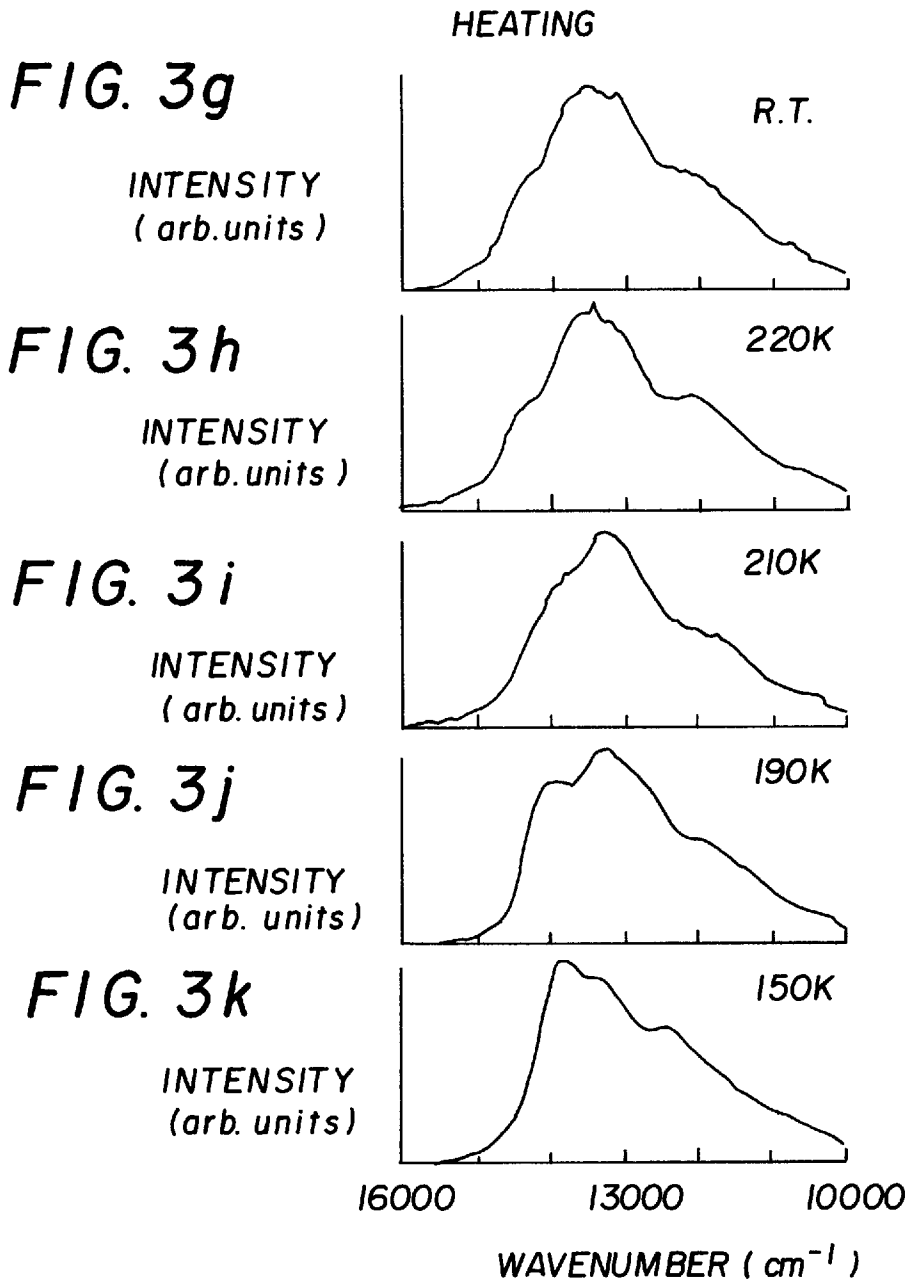 HEATING
FIG. 3g
R.T.
INTENSITY
(arb.units)
FIG. 3h
220K
INTENSITY
(arb.units)
FIG. 3i
210K
INTENSITY
(arb. units)
FIG. 3j
190K
INTENSITY
(arb. units)
FIG. 3k
150K
INTENSITY
(arb. units)
16000 13000 10000
WAVENUMBER (cm⁻¹)